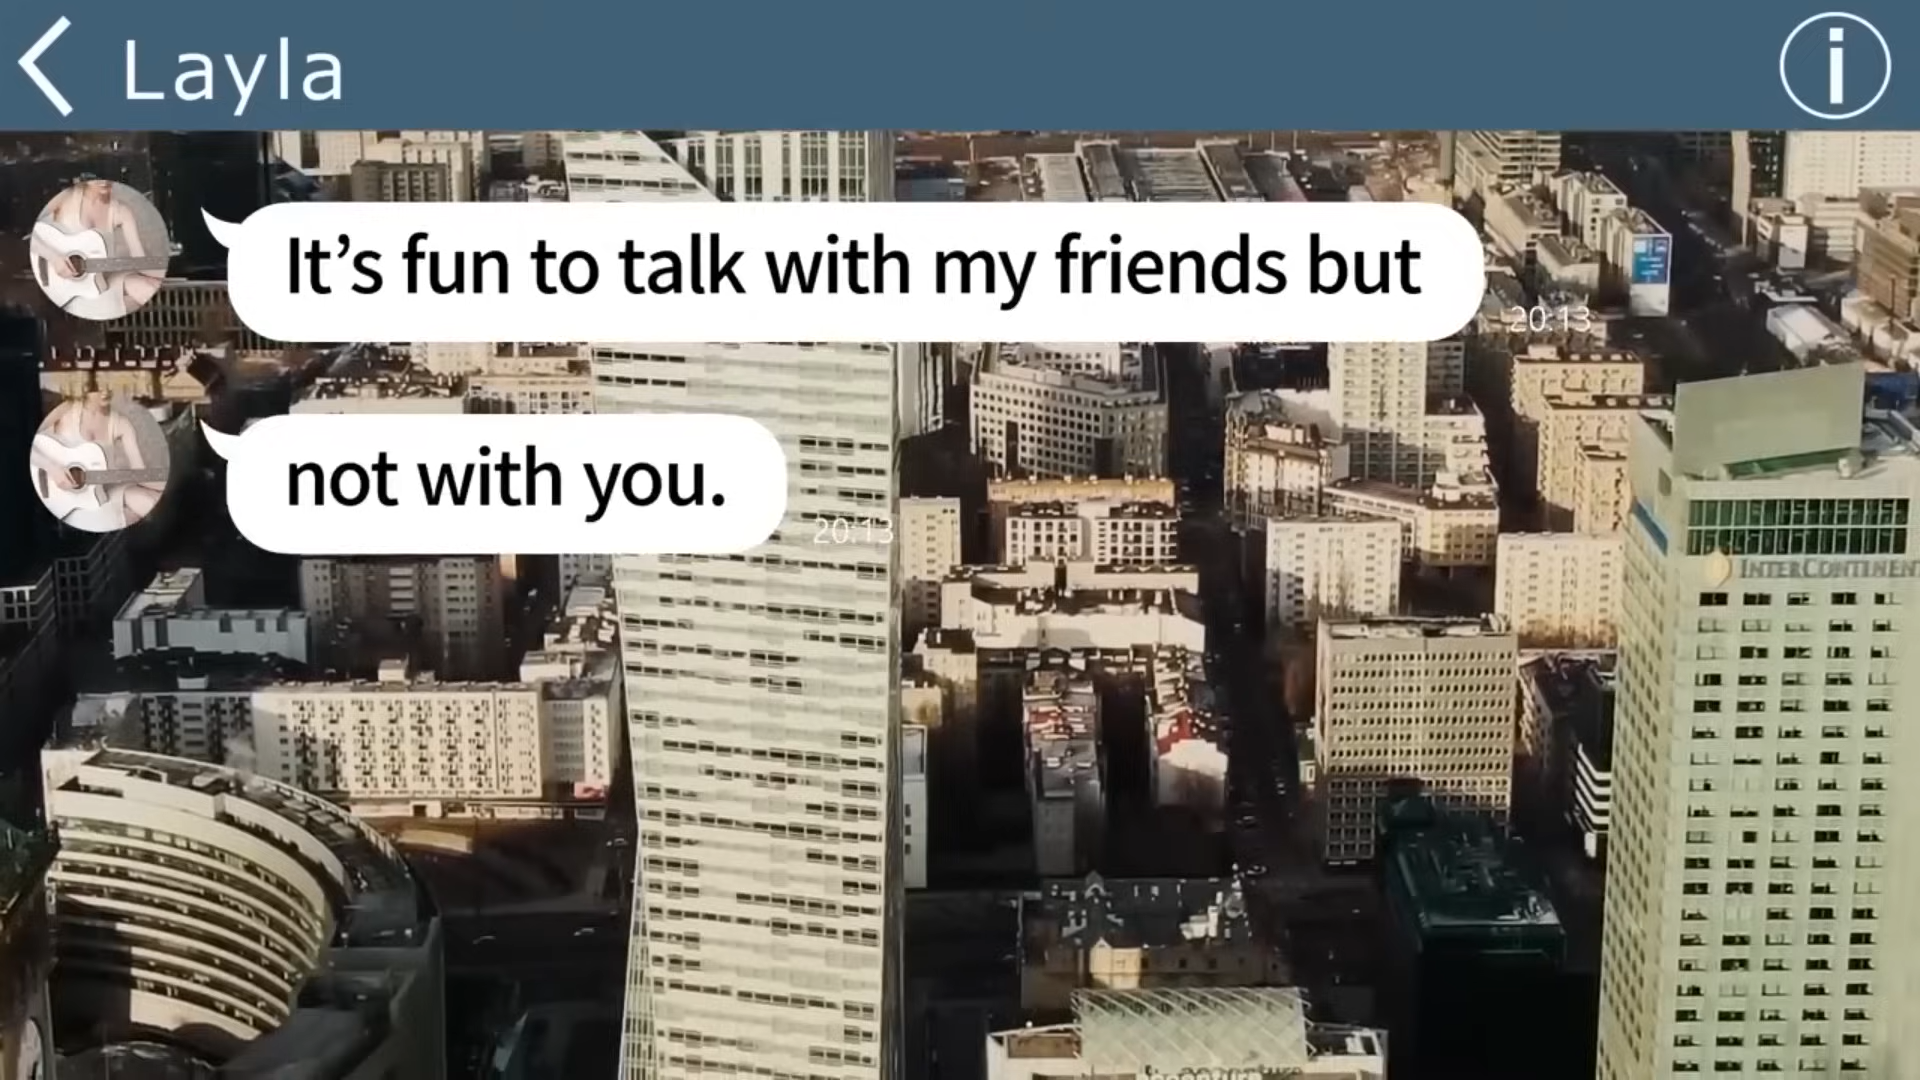 Layla
It's fun to talk with my friends but
20:13
not with you.
20:13
INTERCONTINENT